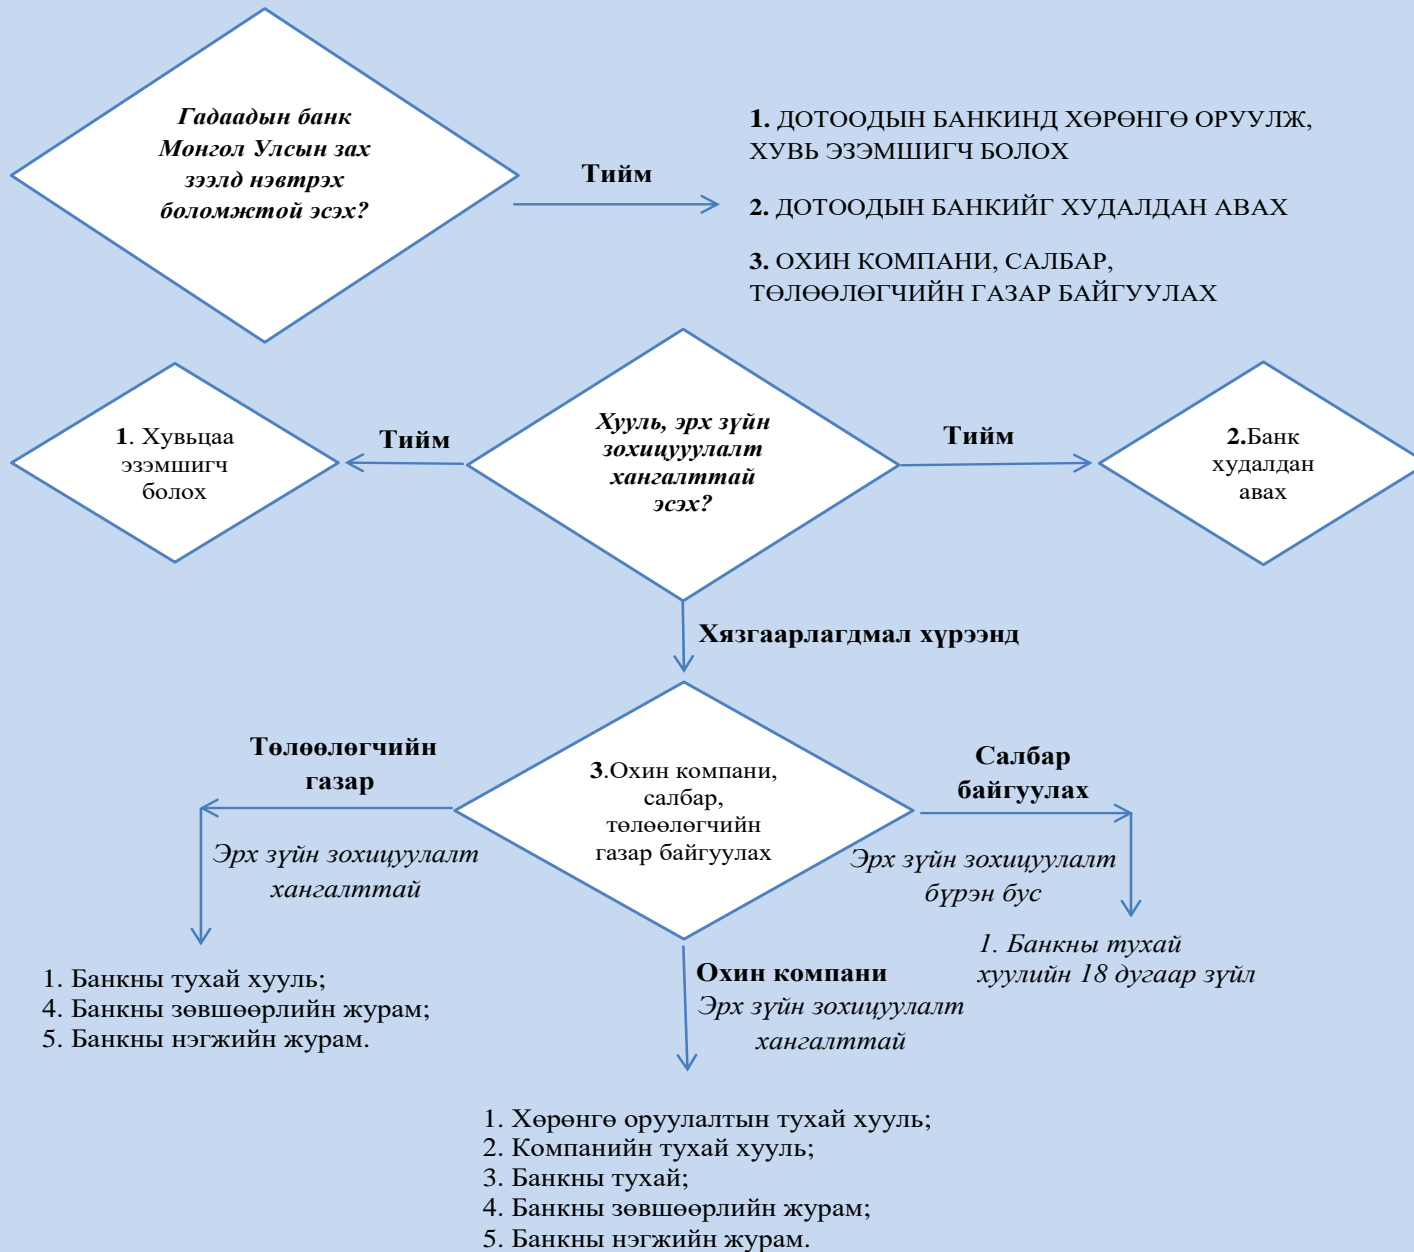 Гадаадын банк
Монгол Улсын зах
зээлд нэвтрэх
боломжтой эсэх?
Тийм
1. ДОТООДЫН БАНКИНД ХӨРӨНГӨ ОРУУЛЖ,
ХУВЬ ЭЗЭМШИГЧ БОЛОХ
2. ДОТООДЫН БАНКИЙГ ХУДАЛДАН АВАХ
3. ОХИН КОМПАНИ, САЛБАР,
ТӨЛӨӨЛӨГЧИЙН ГАЗАР БАЙГУУЛАХ
1. Хувьцаа
эзэмшигч
болох
Тийм
Хууль, эрх зүйн
зохицууулалт
хангалттай
эсэх?
Тийм
2.Банк
худалдан
авах
Хязгаарлагдмал хүрээнд
Төлөөлөгчийн
газар
Эрх зүйн зохицуулалт
хангалттай
3.Охин компани,
салбар,
төлөөлөгчийн
газар байгуулах
Салбар
байгуулах
Эрх зүйн зохицуулалт
бүрэн бус
1. Банкны тухай
хуулийн 18 дугаар зүйл
1. Банкны тухай хууль;
4. Банкны зөвшөөрлийн журам;
5. Банкны нэгжийн журам.
Охин компани
Эрх зүйн зохицуулалт
хангалттай
1. Хөрөнгө оруулалтын тухай хууль;
2. Компанийн тухай хууль;
3. Банкны тухай;
4. Банкны зөвшөөрлийн журам;
5. Банкны нэгжийн журам.